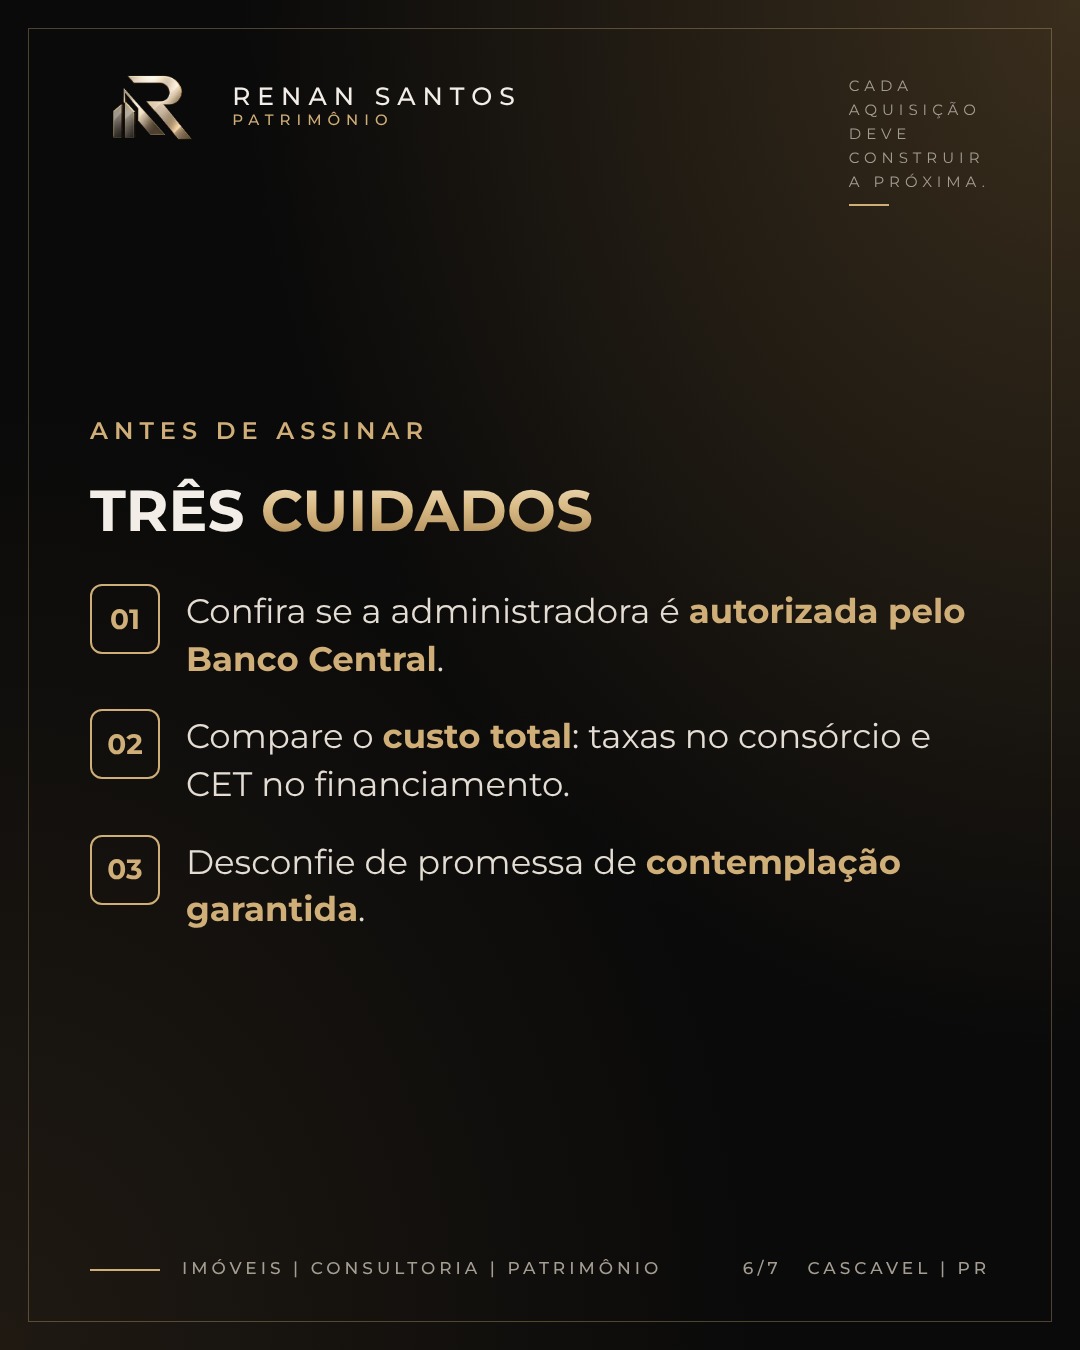 RENAN SANTOS
PATRIMÔNIO
CADA
AQUISIÇÃO
DEVE
CONSTRUIR
A PRÓXIMA.
ANTES DE ASSINAR
TRÊS CUIDADOS
01
Confira se a administradora é autorizada pelo
Banco Central.
02
Compare o custo total: taxas no consórcio e
CET no financiamento.
03
Desconfie de promessa de contemplação
garantida.
IMÓVEIS | CONSULTORIA | PATRIMÔNIO
6/7 CASCAVEL | PR